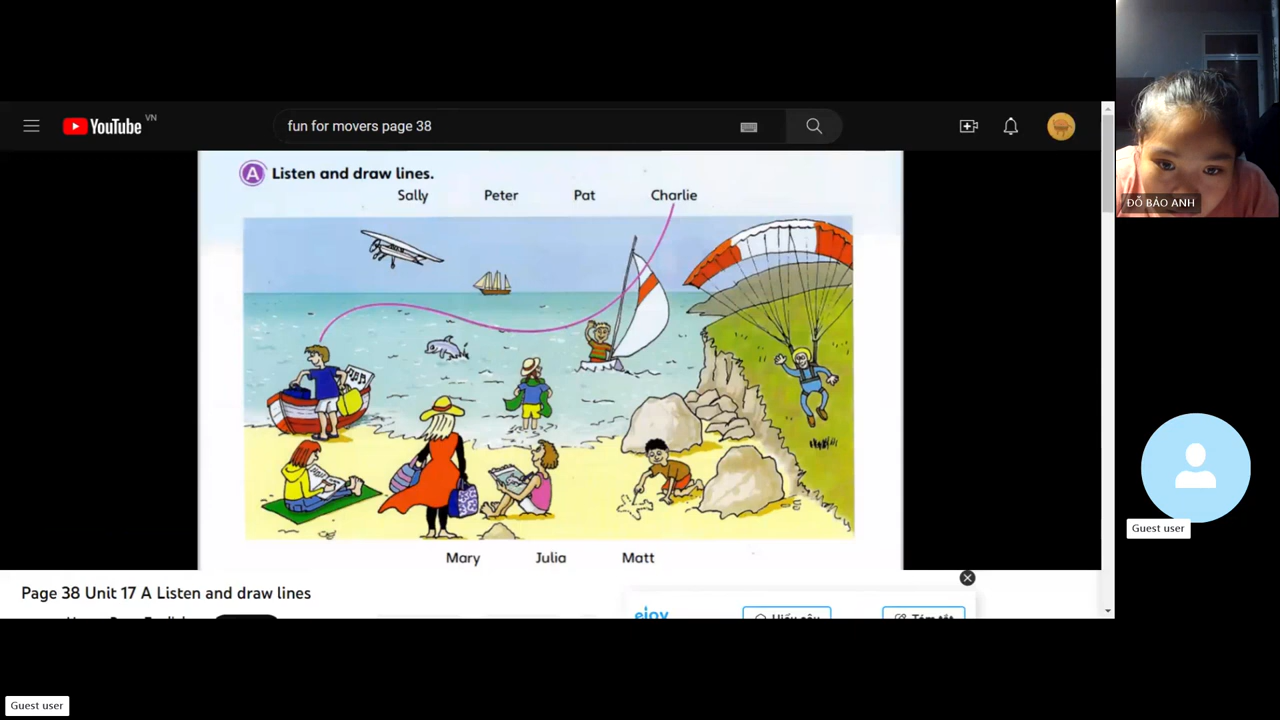 YouTube VN
fun for movers page 38
A Listen and draw lines.
Sally Peter Pat Charlie
Mary Julia Matt
Page 38 Unit 17 A Listen and draw lines
ejoy
ĐỖ BẢO ANH
Guest user
Guest user